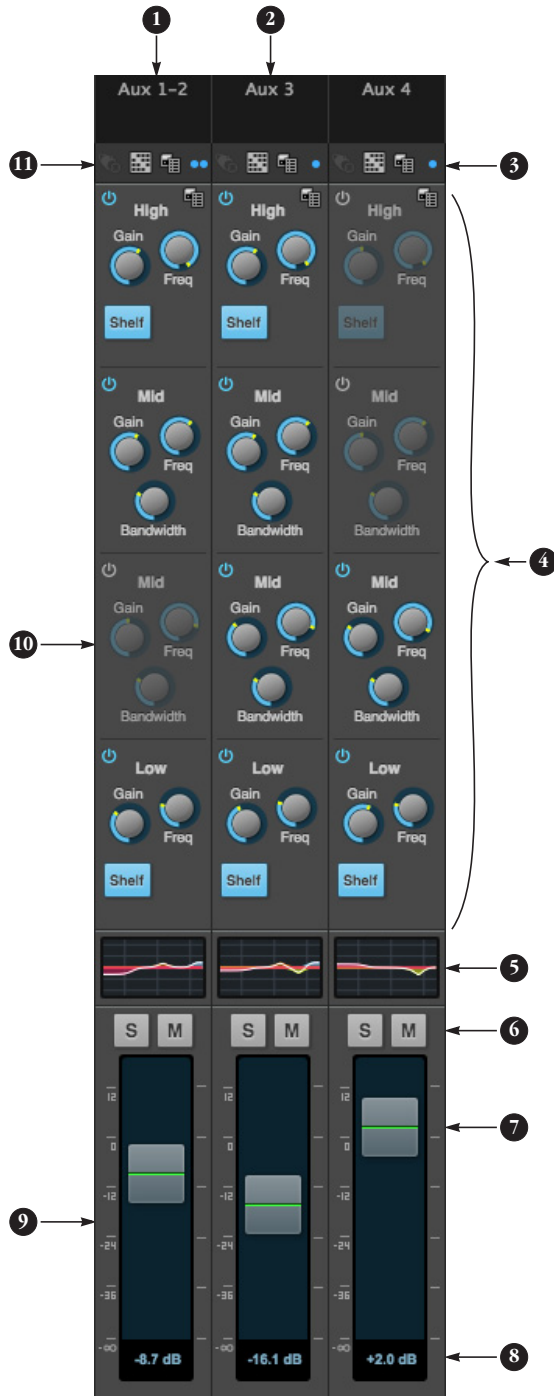 1 2
Aux 1-2 Aux 3 Aux 4
11 3
High High High
Gain Gain Gain
Freq Freq Freq
Shelf Shelf Shelf
Mid Mid Mid
Gain Gain Gain
Freq Freq Freq
Bandwidth Bandwidth Bandwidth
4
Mid Mid Mid
Gain Gain Gain
10
Freq Freq Freq
Bandwidth Bandwidth Bandwidth
Low Low Low
Gain Gain Gain
Freq Freq Freq
Shelf Shelf Shelf
5
S M S M S M 6
12 12 12
7
0 0 0
-12 -12 -12
9
-24 -24 -24
-36 -36 -36
-∞ -∞ -∞
-8.7 dB -16.1 dB +2.0 dB 8